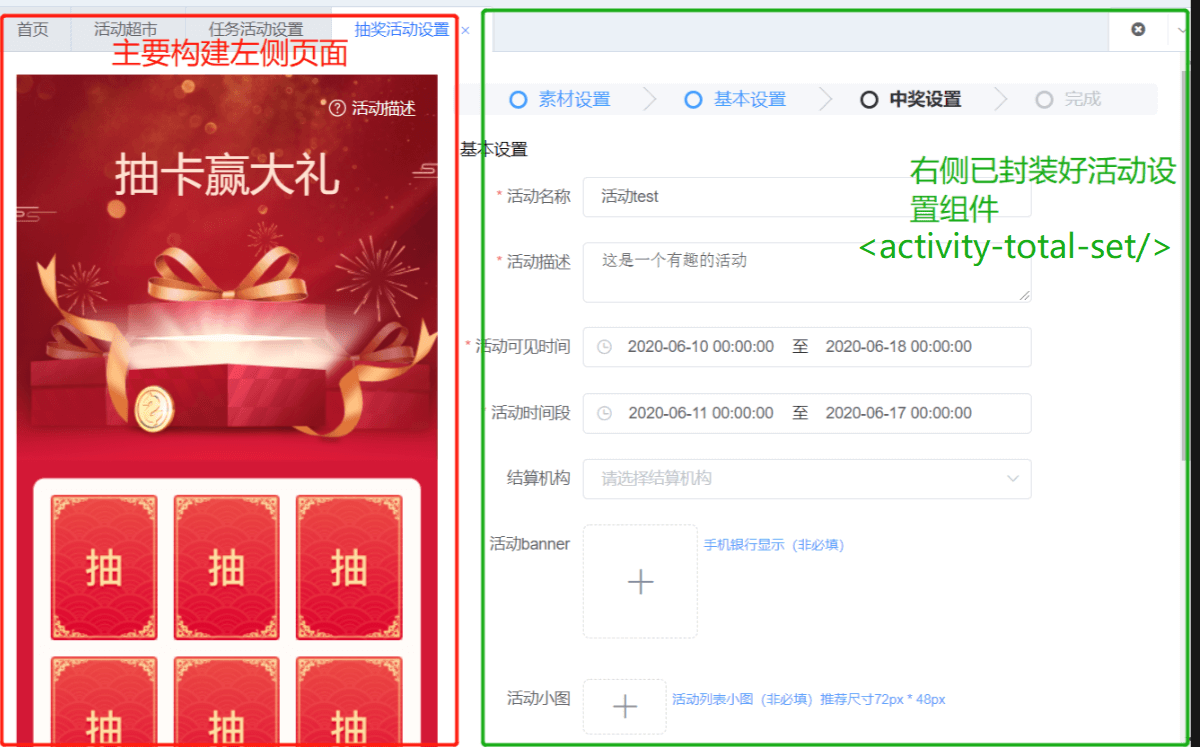 首页
活动超市
任务活动设置
抽奖活动设置
主要构建左侧页面
活动描述
抽卡赢大礼
抽
抽
抽
抽
抽
抽
素材设置
基本设置
中奖设置
完成
基本设置
右侧已封装好活动设
置组件
<activity-total-set/>
* 活动名称
活动test
* 活动描述
这是一个有趣的活动
* 活动可见时间
2020-06-10 00:00:00 至 2020-06-18 00:00:00
活动时间段
2020-06-11 00:00:00 至 2020-06-17 00:00:00
结算机构
请选择结算机构
活动banner
手机银行显示（非必填）
活动小图
活动列表小图（非必填）推荐尺寸72px * 48px